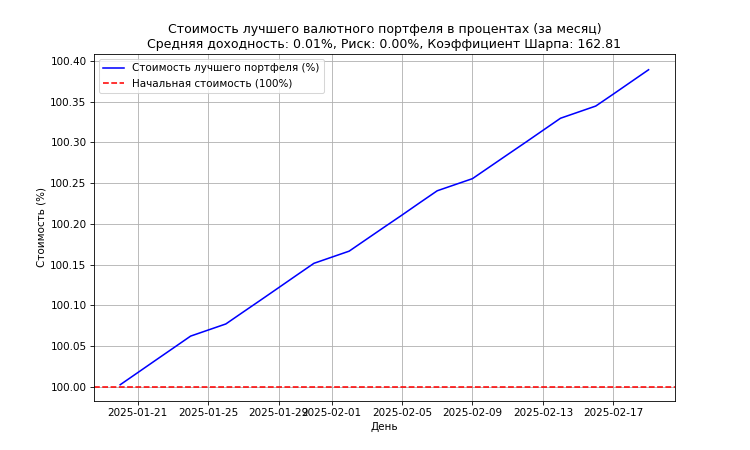 Стоимость лучшего валютного портфеля в процентах (за месяц)
Средняя доходность: 0.01%, Риск: 0.00%, Коэффициент Шарпа: 162.81
Стоимость лучшего портфеля (%)
Начальная стоимость (100%)
Стоимость (%)
100.40
100.35
100.30
100.25
100.20
100.15
100.10
100.05
100.00
2025-01-21
2025-01-25
2025-01-29
2025-02-01
2025-02-05
2025-02-09
2025-02-13
2025-02-17
День